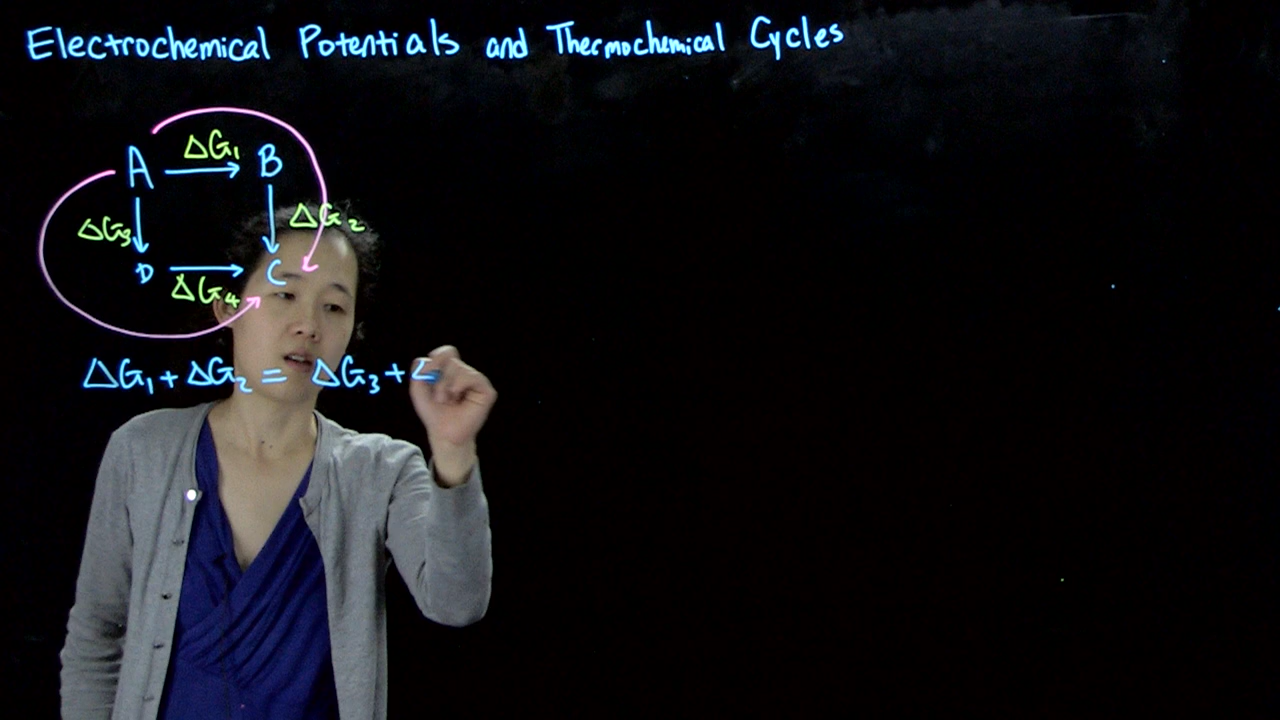 Electrochemical Potentials and Thermochemical Cycles
A ΔG₁ B
ΔG₃ ΔG₂
D ΔG₄ C
ΔG₁ + ΔG₂ = ΔG₃ +